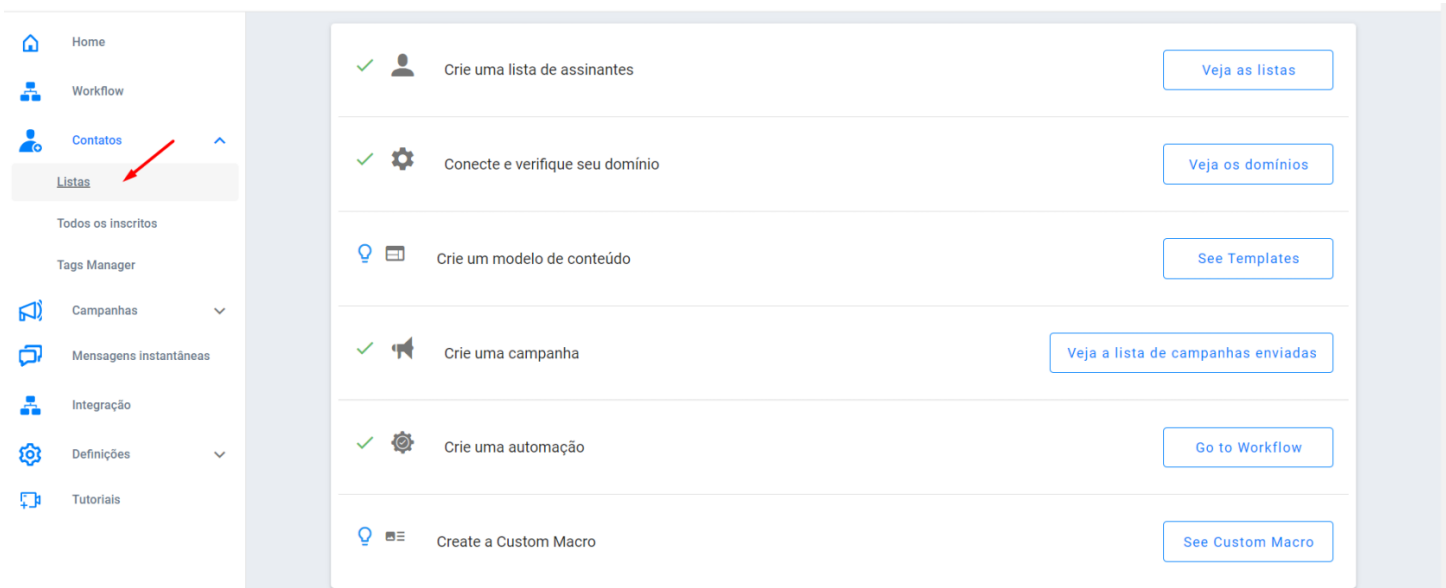 Home
Workflow
Contatos
Listas
Todos os inscritos
Tags Manager
Campanhas
Mensagens instantâneas
Integração
Definições
Tutoriais
Crie uma lista de assinantes
Veja as listas
Conecte e verifique seu domínio
Veja os domínios
Crie um modelo de conteúdo
See Templates
Crie uma campanha
Veja a lista de campanhas enviadas
Crie uma automação
Go to Workflow
Create a Custom Macro
See Custom Macro